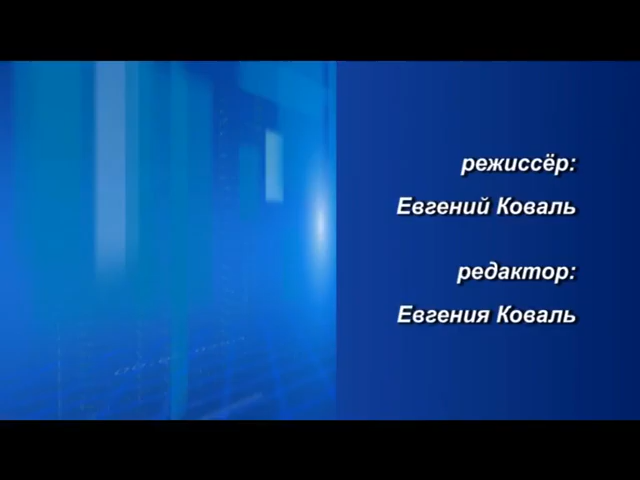 режиссёр:
Евгений Коваль
редактор:
Евгения Коваль